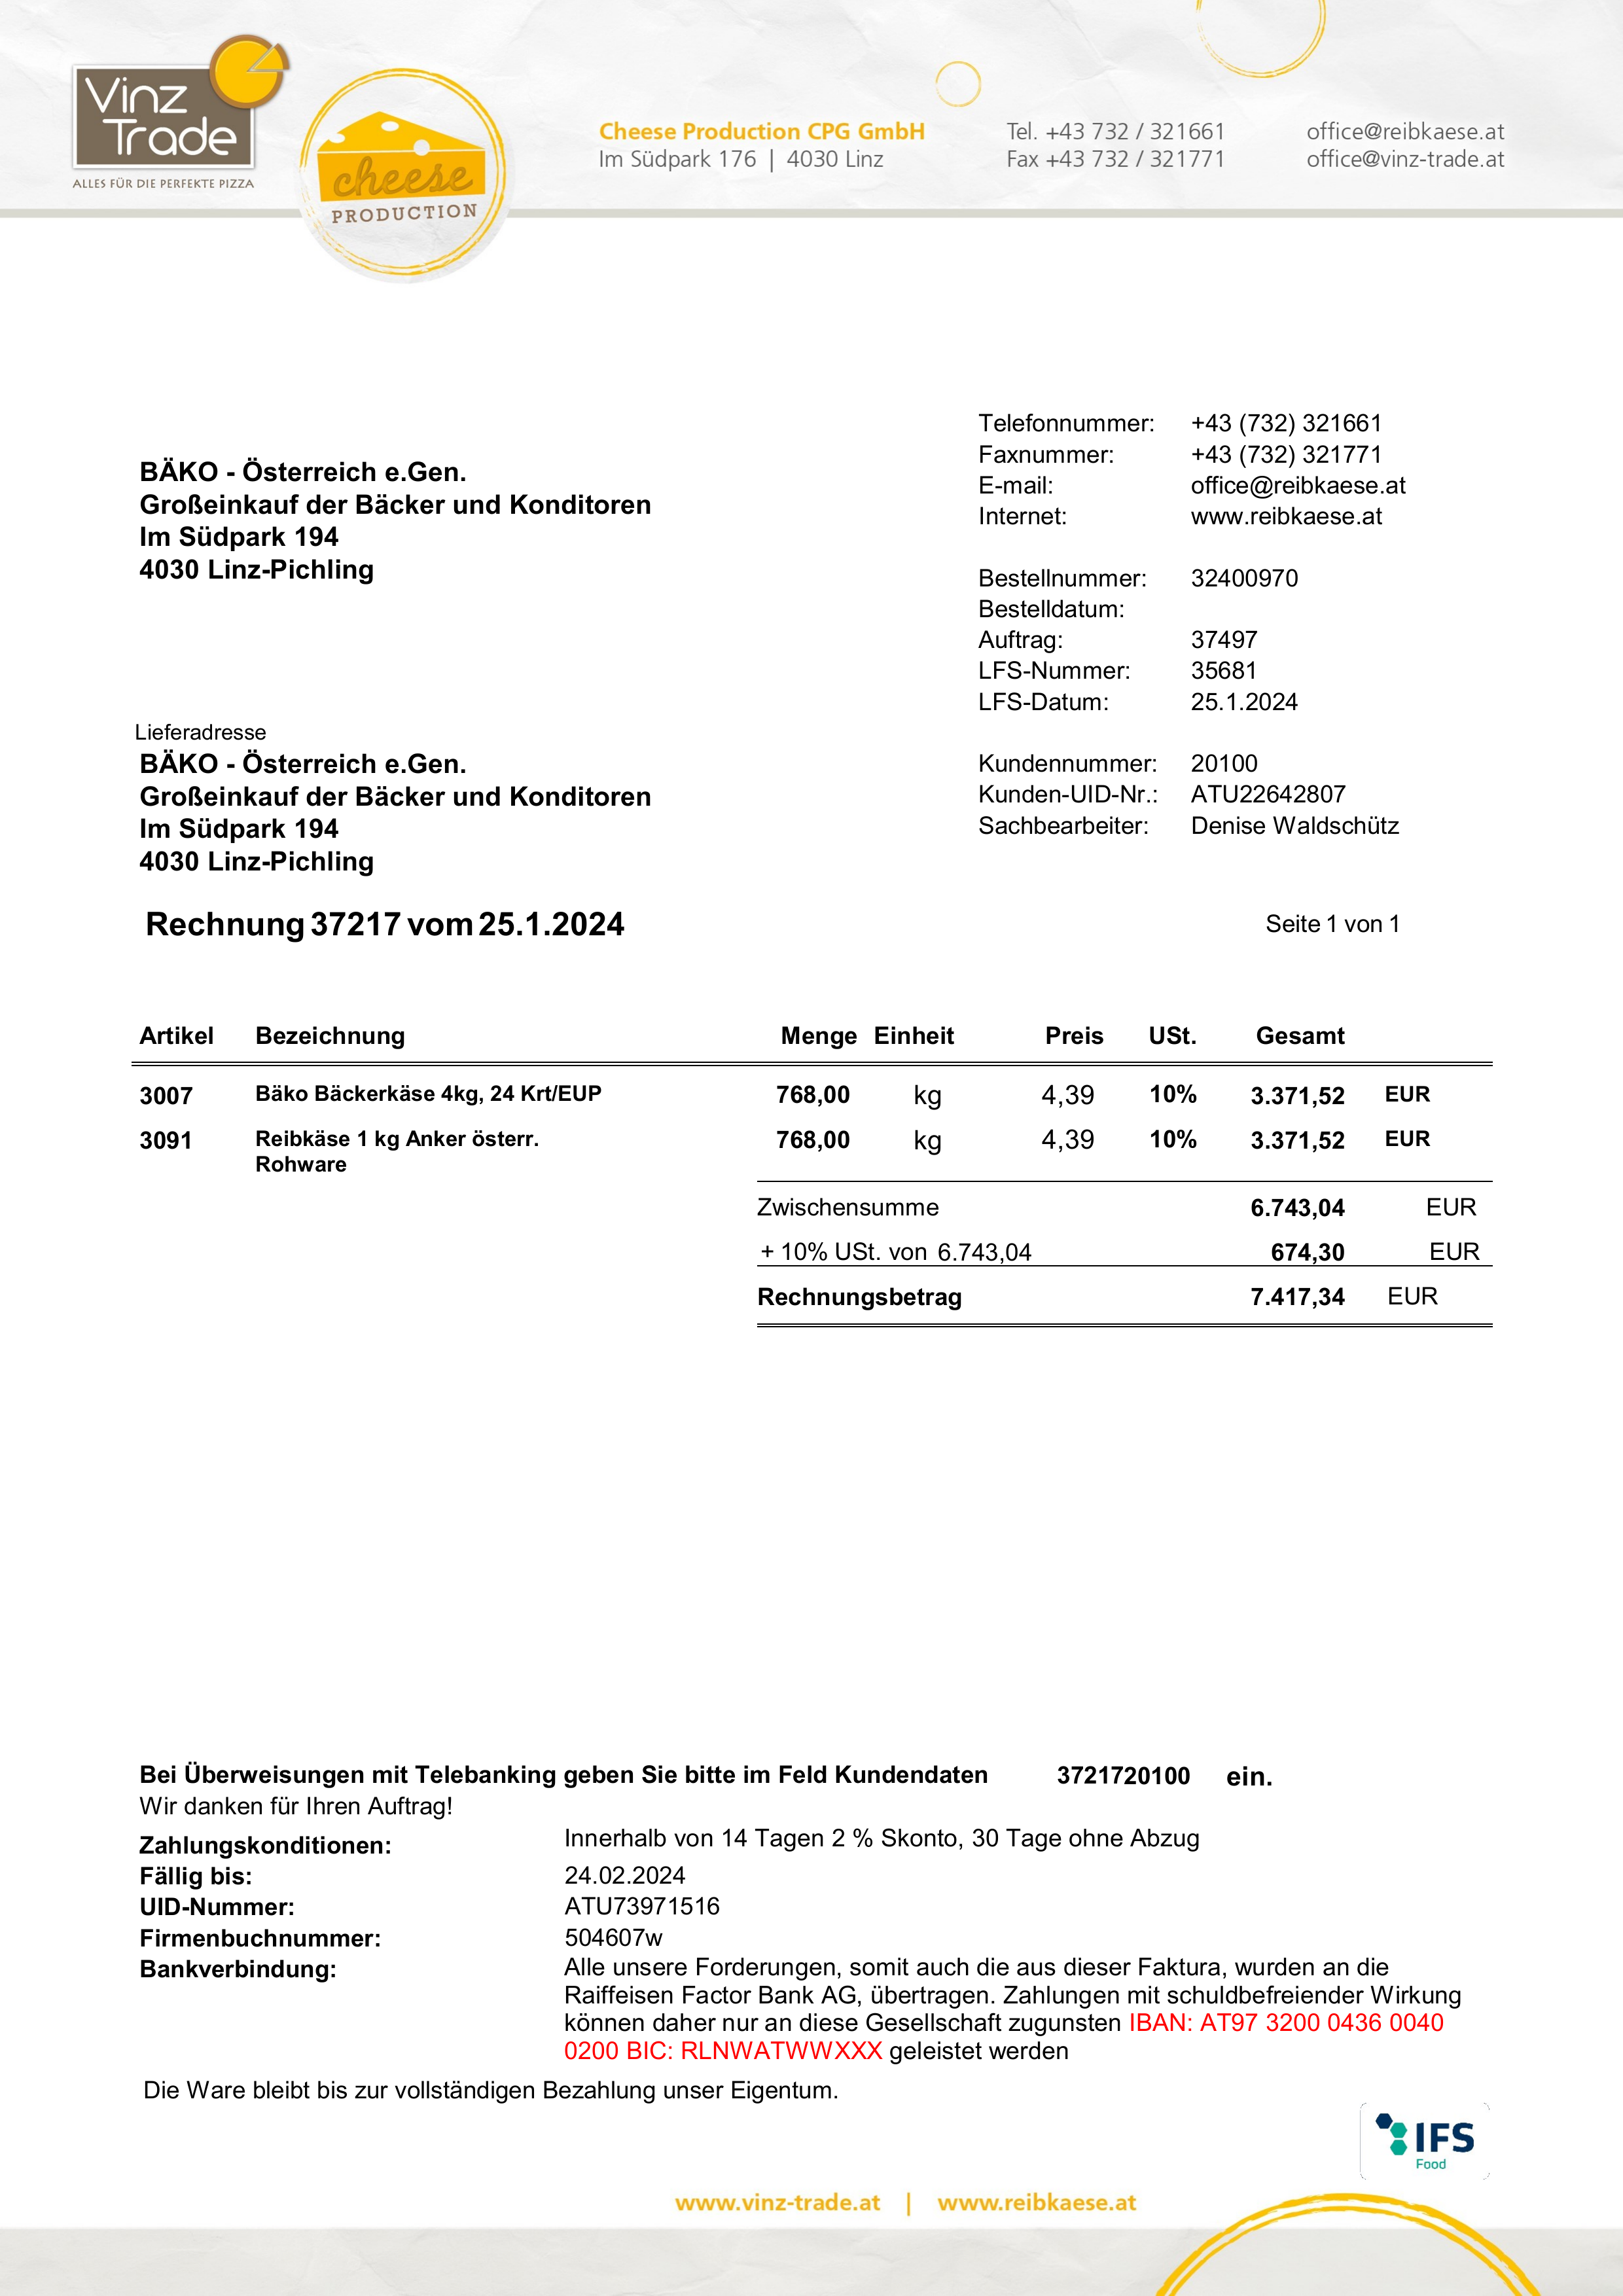 Vinz
Trade
ALLES FÜR DIE PERFEKTE PIZZA
cheese
PRODUCTION
Cheese Production CPG GmbH
Im Südpark 176 | 4030 Linz
Tel. +43 732 / 321661
Fax +43 732 / 321771
office@reibkaese.at
office@vinz-trade.at
BÄKO - Österreich e.Gen.
Großeinkauf der Bäcker und Konditoren
Im Südpark 194
4030 Linz-Pichling
Telefonnummer: +43 (732) 321661
Faxnummer: +43 (732) 321771
E-mail: office@reibkaese.at
Internet: www.reibkaese.at
Bestellnummer: 32400970
Bestelldatum:
Auftrag: 37497
LFS-Nummer: 35681
LFS-Datum: 25.1.2024
Lieferadresse
BÄKO - Österreich e.Gen.
Großeinkauf der Bäcker und Konditoren
Im Südpark 194
4030 Linz-Pichling
Kundennummer: 20100
Kunden-UID-Nr.: ATU22642807
Sachbearbeiter: Denise Waldschütz
Rechnung 37217 vom 25.1.2024
Seite 1 von 1
Artikel Bezeichnung Menge Einheit Preis USt. Gesamt
3007 Bäko Bäckerkäse 4kg, 24 Krt/EUP 768,00 kg 4,39 10% 3.371,52 EUR
3091 Reibkäse 1 kg Anker österr. 768,00 kg 4,39 10% 3.371,52 EUR
Rohware
Zwischensumme 6.743,04 EUR
+ 10% USt. von 6.743,04 674,30 EUR
Rechnungsbetrag 7.417,34 EUR
Bei Überweisungen mit Telebanking geben Sie bitte im Feld Kundendaten 3721720100 ein.
Wir danken für Ihren Auftrag!
Zahlungskonditionen: Innerhalb von 14 Tagen 2 % Skonto, 30 Tage ohne Abzug
Fällig bis: 24.02.2024
UID-Nummer: ATU73971516
Firmenbuchnummer: 504607w
Bankverbindung: Alle unsere Forderungen, somit auch die aus dieser Faktura, wurden an die
Raiffeisen Factor Bank AG, übertragen. Zahlungen mit schuldbefreiender Wirkung
können daher nur an diese Gesellschaft zugunsten IBAN: AT97 3200 0436 0040
0200 BIC: RLNWATWWXXX geleistet werden
Die Ware bleibt bis zur vollständigen Bezahlung unser Eigentum.
IFS
Food
www.vinz-trade.at | www.reibkaese.at